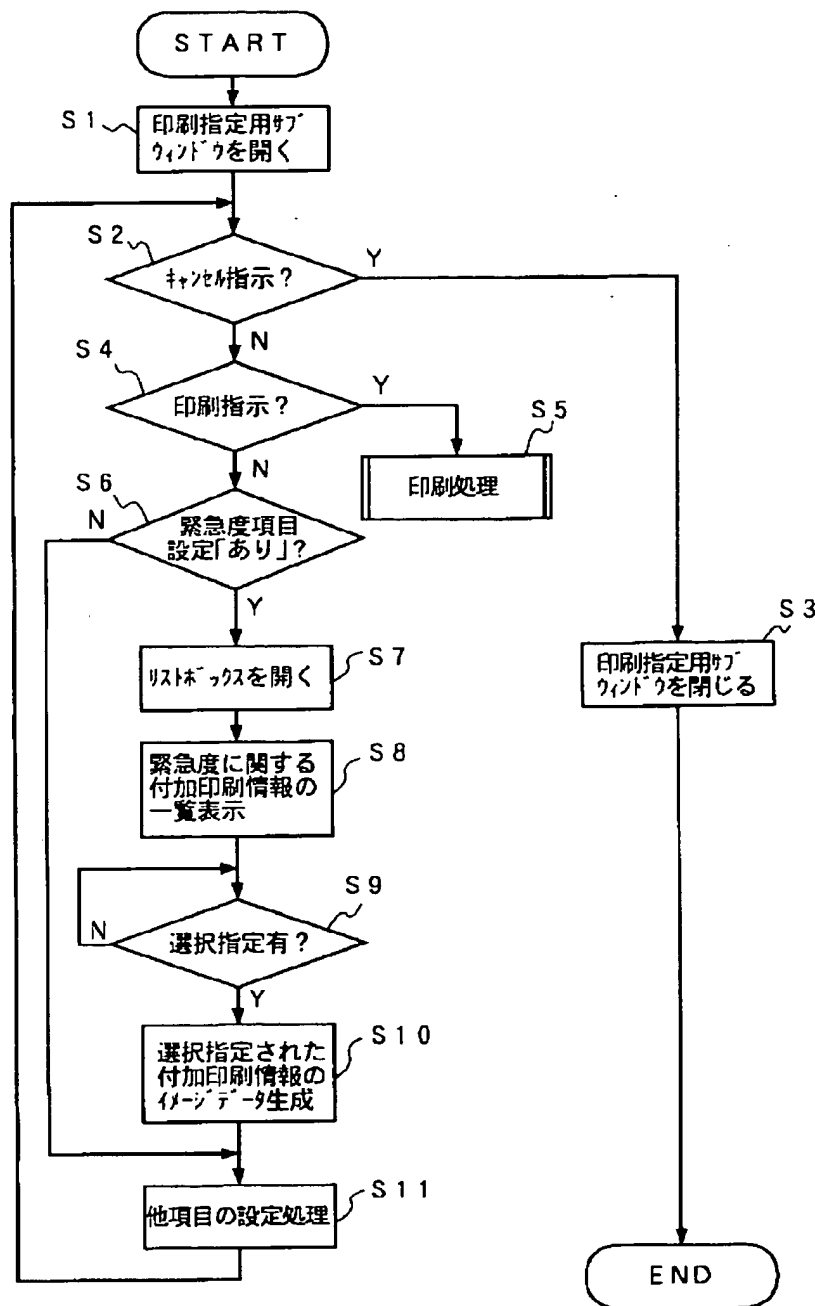 START
S1
印刷指定用ｻﾌﾞ
ｳｨﾝﾄﾞｳを開く
S2
ｷｬﾝｾﾙ指示?
Y
N
S4
印刷指示?
Y
S5
印刷処理
N
S6
N
緊急度項目
設定「あり」?
Y
S3
印刷指定用ｻﾌﾞ
ｳｨﾝﾄﾞｳを閉じる
S7
ﾘｽﾄﾎﾞｯｸｽを開く
S8
緊急度に関する
付加印刷情報の
一覧表示
S9
N
選択指定有?
Y
S10
選択指定された
付加印刷情報の
ｲﾒｰｼﾞﾃﾞｰﾀ生成
S11
他項目の設定処理
END